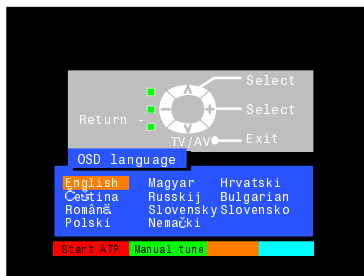 Select
Select
Return -
TV/AV
Exit
OSD language
English Magyar Hrvatski
Čeština Russkij Bulgarian
Română Slovensky Slovensko
Polski Nemački
Start ATP Manual tune